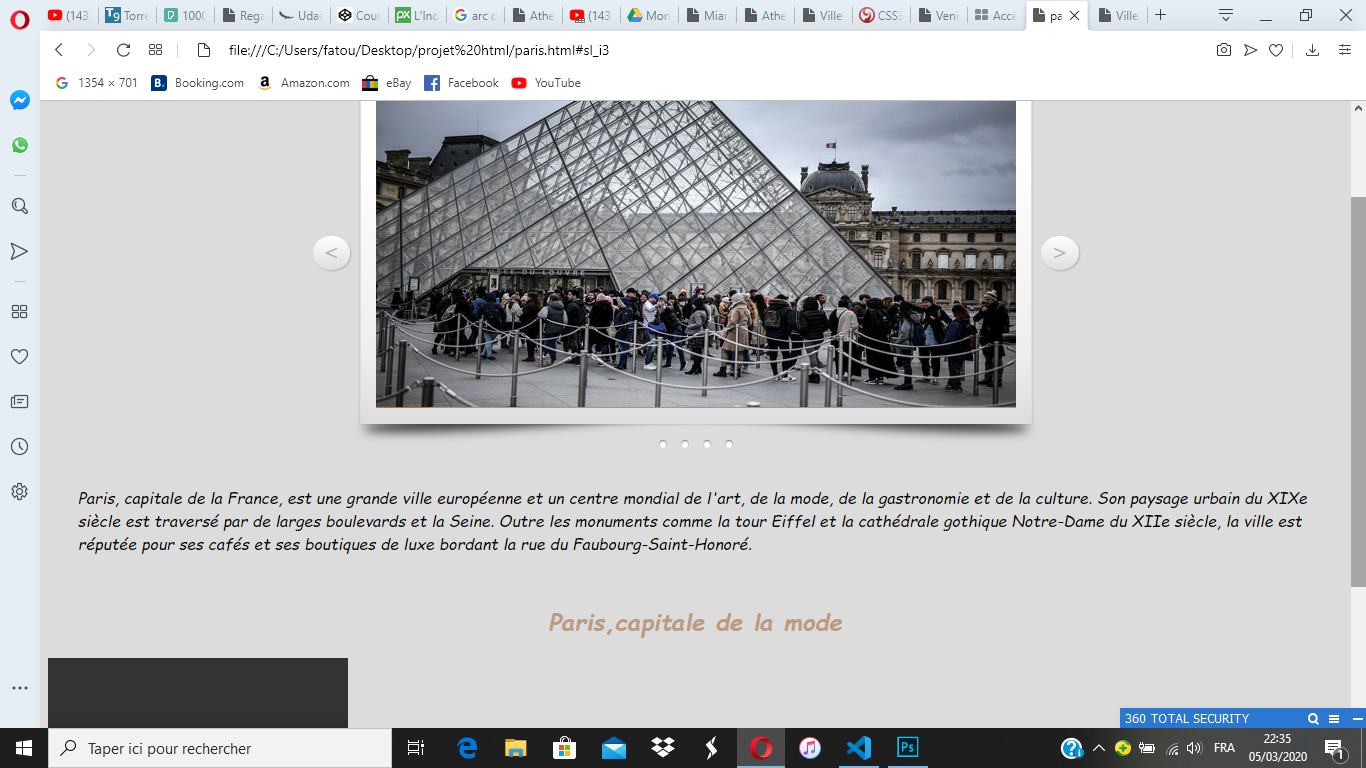 (143
Torre
1000
Rega
Udai
Cour
L'Inc
arc d
Athe
(143
Mon
Miar
Athe
Ville
CSS3
Veni
Accé
pa
Ville
file:///C:/Users/fatou/Desktop/projet%20html/paris.html#sl_i3
1354 × 701
Booking.com
Amazon.com
eBay
Facebook
YouTube
MUSEE DU LOUVRE
<
>
Paris, capitale de la France, est une grande ville européenne et un centre mondial de l'art, de la mode, de la gastronomie et de la culture. Son paysage urbain du XIXe
siècle est traversé par de larges boulevards et la Seine. Outre les monuments comme la tour Eiffel et la cathédrale gothique Notre-Dame du XIIe siècle, la ville est
réputée pour ses cafés et ses boutiques de luxe bordant la rue du Faubourg-Saint-Honoré.
Paris,capitale de la mode
360 TOTAL SECURITY
Taper ici pour rechercher
FRA
22:35
05/03/2020
1